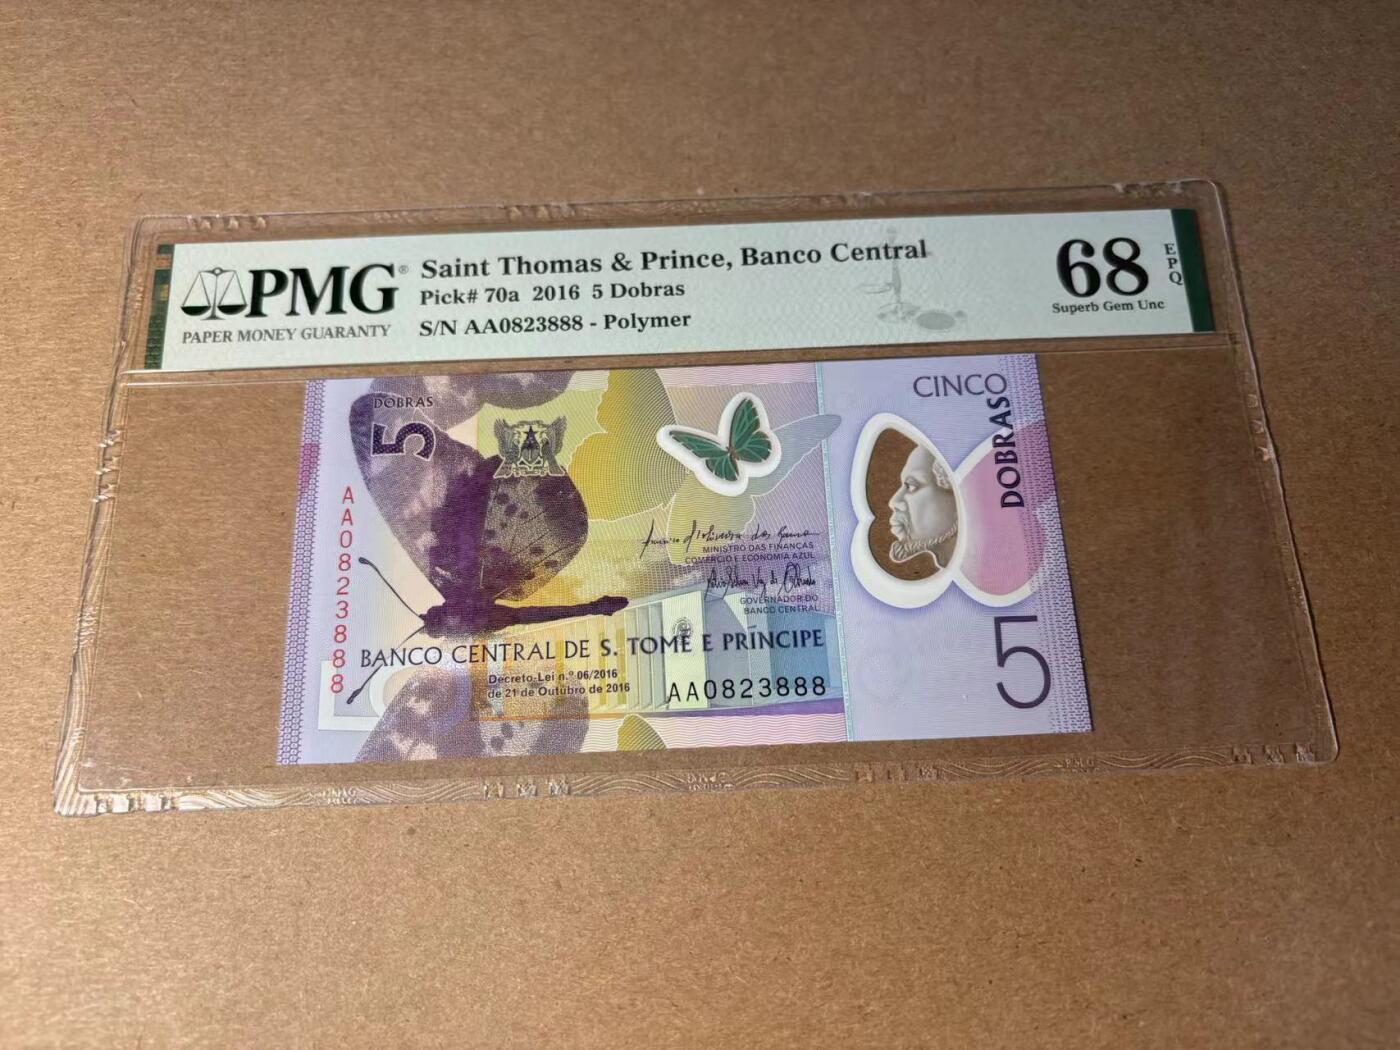 PMG®
PAPER MONEY GUARANTY
Saint Thomas & Prince, Banco Central
Pick# 70a 2016 5 Dobras
S/N AA0823888 - Polymer
68
EPQ
Superb Gem Unc
DOBRAS
5
AA0823888
MINISTRO DAS FINANÇAS
COMÉRCIO E ECONOMIA AZUL
GOVERNADOR DO
BANCO CENTRAL
BANCO CENTRAL DE S. TOMÉ E PRÍNCIPE
Decreto-Lei n.º 06/2016
de 21 de Outubro de 2016
AA0823888
CINCO
DOBRAS
5
PMG